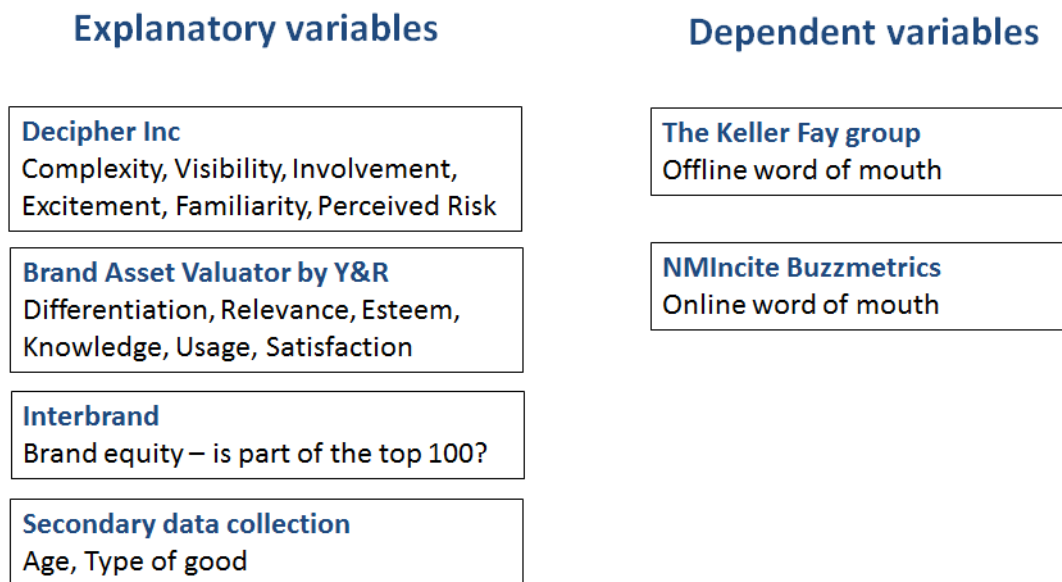 Explanatory variables
Decipher Inc
Complexity, Visibility, Involvement,
Excitement, Familiarity, Perceived Risk
Brand Asset Valuator by Y&R
Differentiation, Relevance, Esteem,
Knowledge, Usage, Satisfaction
Interbrand
Brand equity – is part of the top 100?
Secondary data collection
Age, Type of good
Dependent variables
The Keller Fay group
Offline word of mouth
NMIncite Buzzmetrics
Online word of mouth